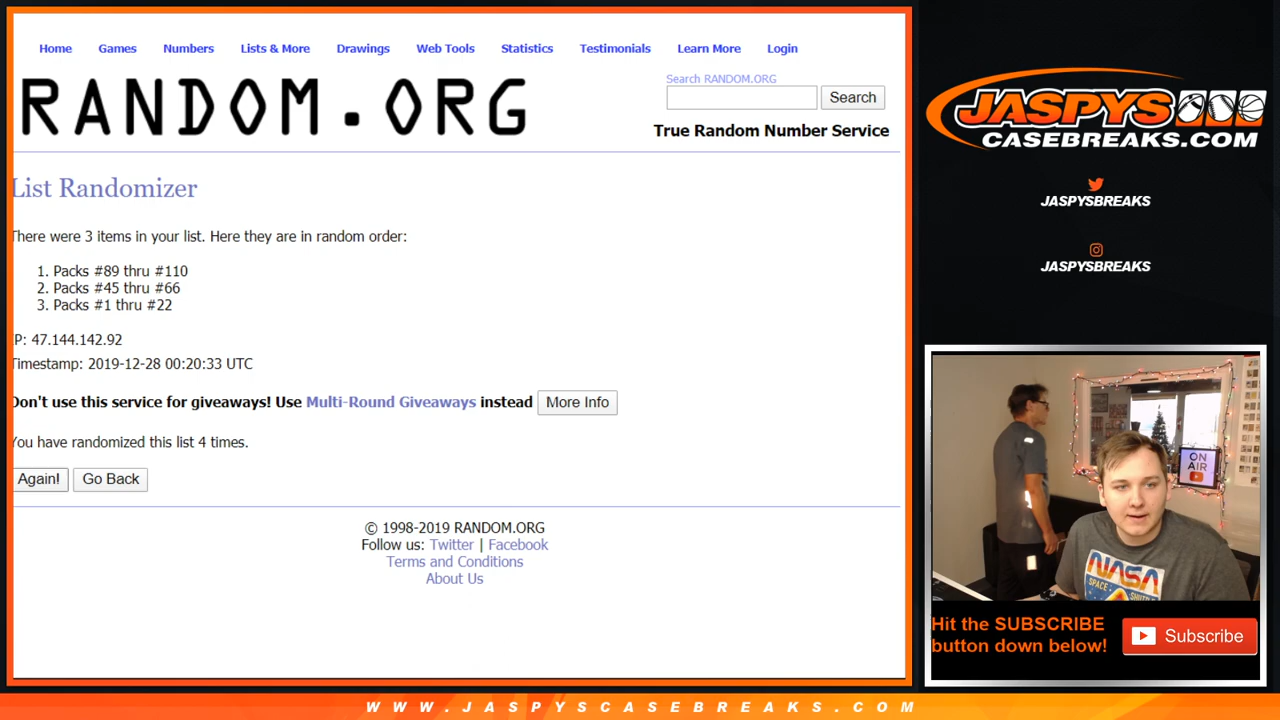 Home Games Numbers Lists & More Drawings Web Tools Statistics Testimonials Learn More Login
RANDOM.ORG
Search RANDOM.ORG
Search
True Random Number Service
List Randomizer
There were 3 items in your list. Here they are in random order:
1. Packs #89 thru #110
2. Packs #45 thru #66
3. Packs #1 thru #22
IP: 47.144.142.92
Timestamp: 2019-12-28 00:20:33 UTC
Don't use this service for giveaways! Use Multi-Round Giveaways instead More Info
You have randomized this list 4 times.
Again! Go Back
© 1998-2019 RANDOM.ORG
Follow us: Twitter | Facebook
Terms and Conditions
About Us
JASPYS
CASEBREAKS.COM
JASPYSBREAKS
JASPYSBREAKS
ON
AIR
NASA
SPACE SHUTTLE
Hit the SUBSCRIBE
button down below!
Subscribe
WWW.JASPYSCASEBREAKS.COM